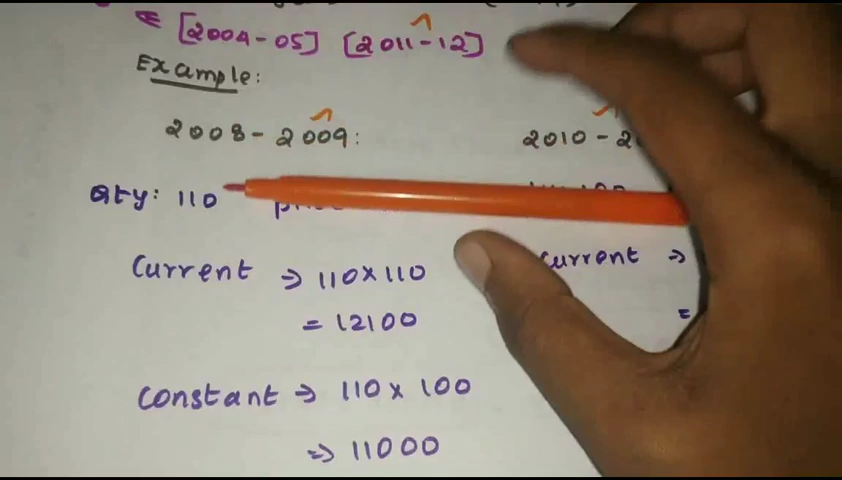 [2004-05] [2011-12]
Example:
2008-2009: 2010-
Qty: 110
Current → 110×110 Current →
= 12100 =
Constant → 110×100
⇒ 11000